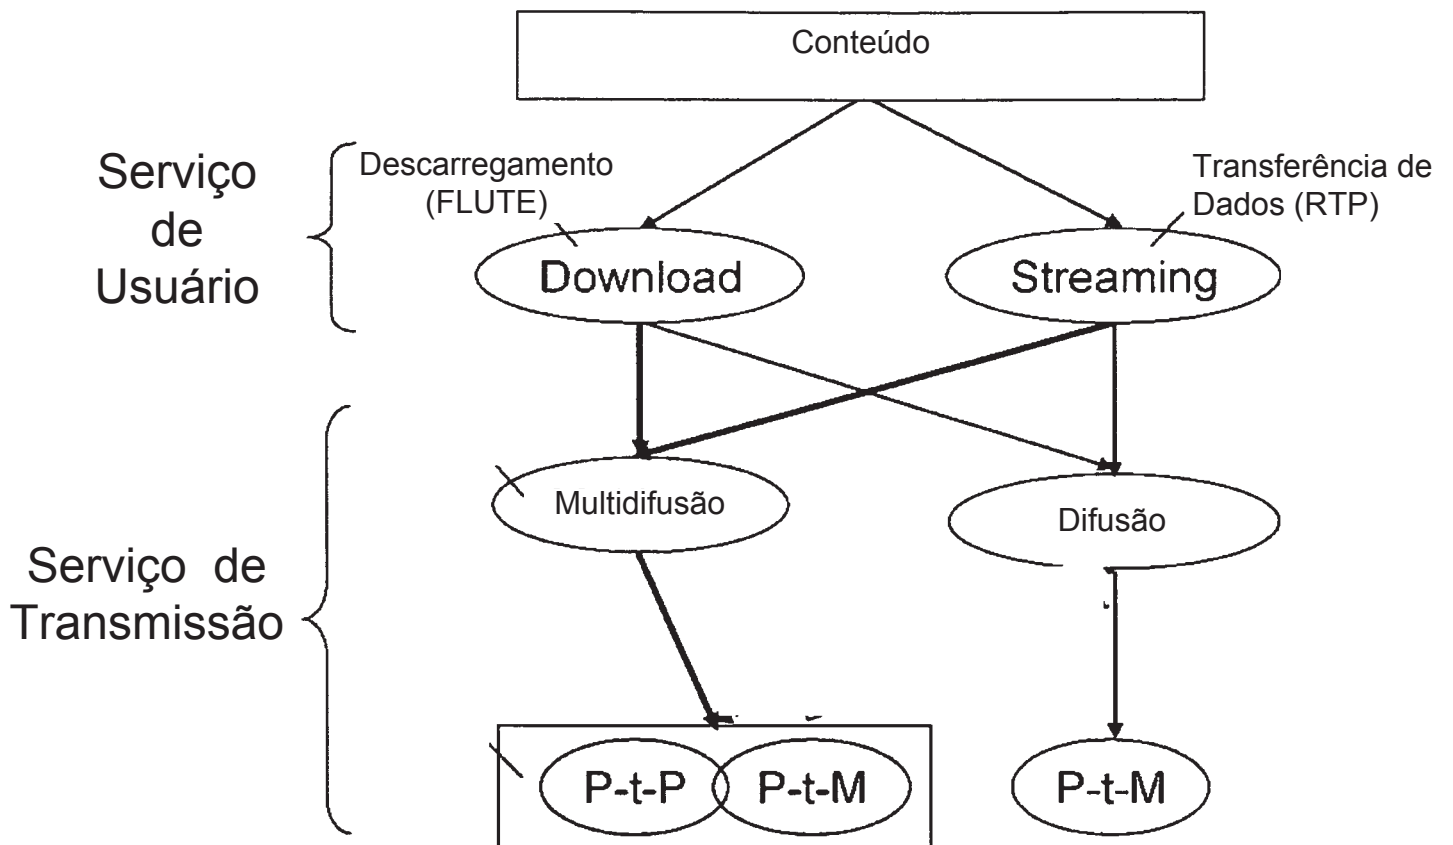 Conteúdo
Serviço
de
Usuário
Descarregamento
(FLUTE)
Transferência de
Dados (RTP)
Download
Streaming
Serviço de
Transmissão
Multidifusão
Difusão
P-t-P
P-t-M
P-t-M